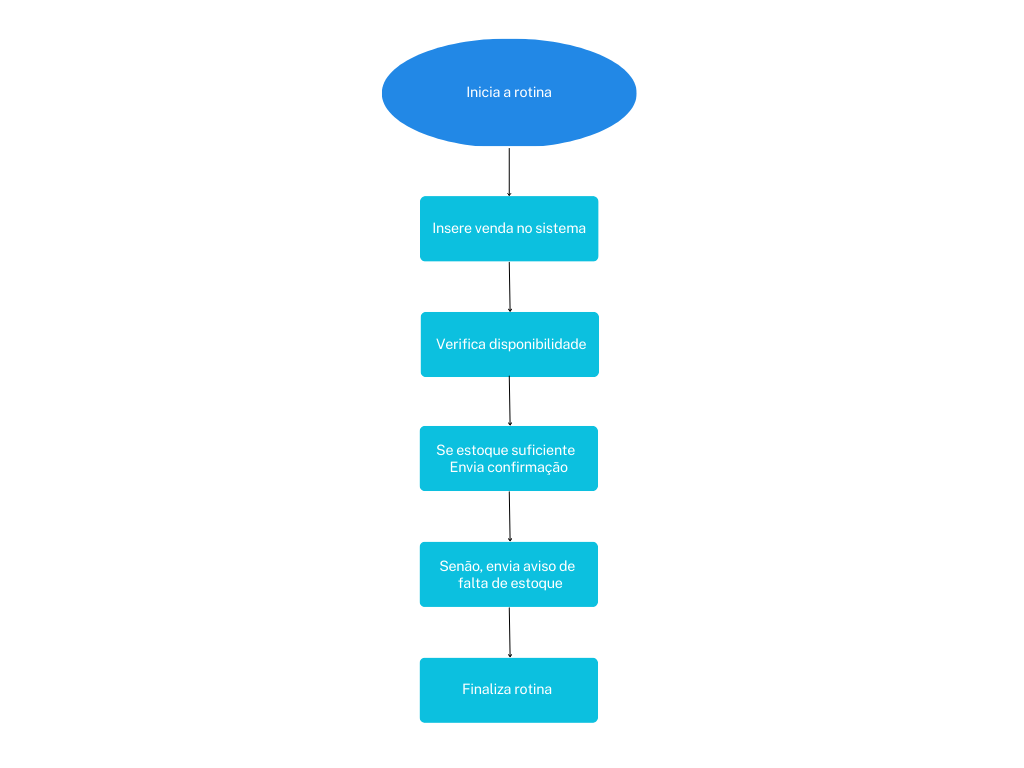 Inicia a rotina
Insere venda no sistema
Verifica disponibilidade
Se estoque suficiente
Envia confirmação
Senão, envia aviso de
falta de estoque
Finaliza rotina